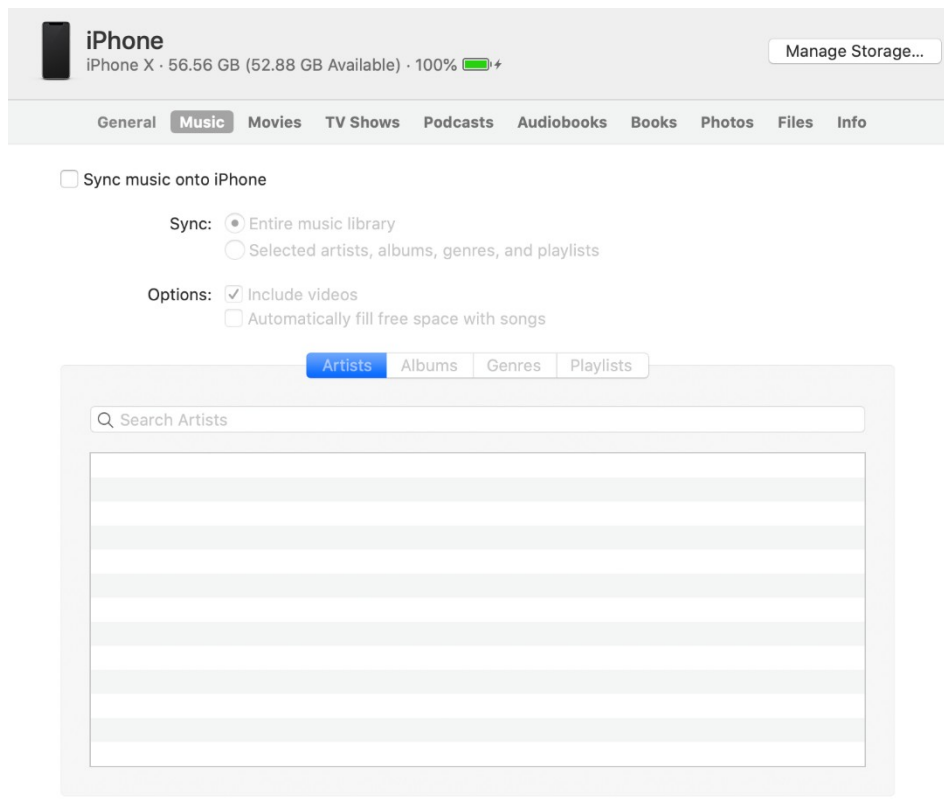 iPhone
iPhone X · 56.56 GB (52.88 GB Available) · 100%
Manage Storage...
General Music Movies TV Shows Podcasts Audiobooks Books Photos Files Info
Sync music onto iPhone
Sync: Entire music library
Selected artists, albums, genres, and playlists
Options: Include videos
Automatically fill free space with songs
Artists Albums Genres Playlists
Search Artists